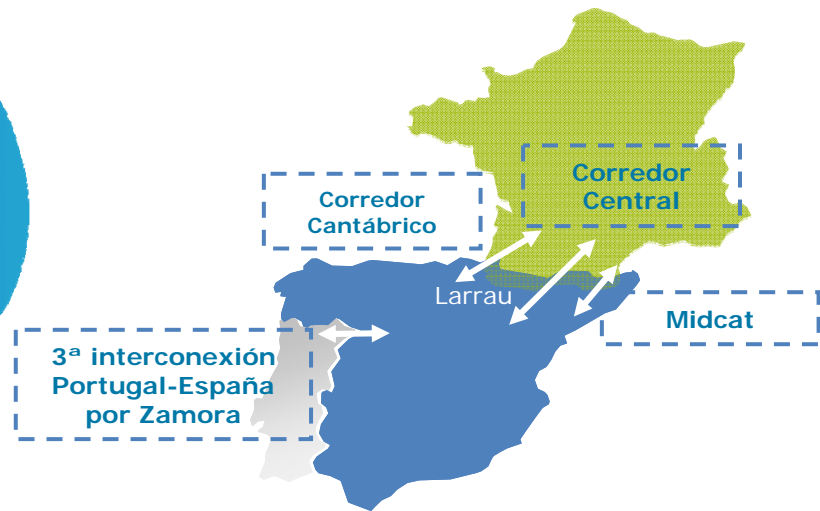 Corredor
Central
Corredor
Cantábrico
Larrau
Midcat
3ª interconexión
Portugal-España
por Zamora